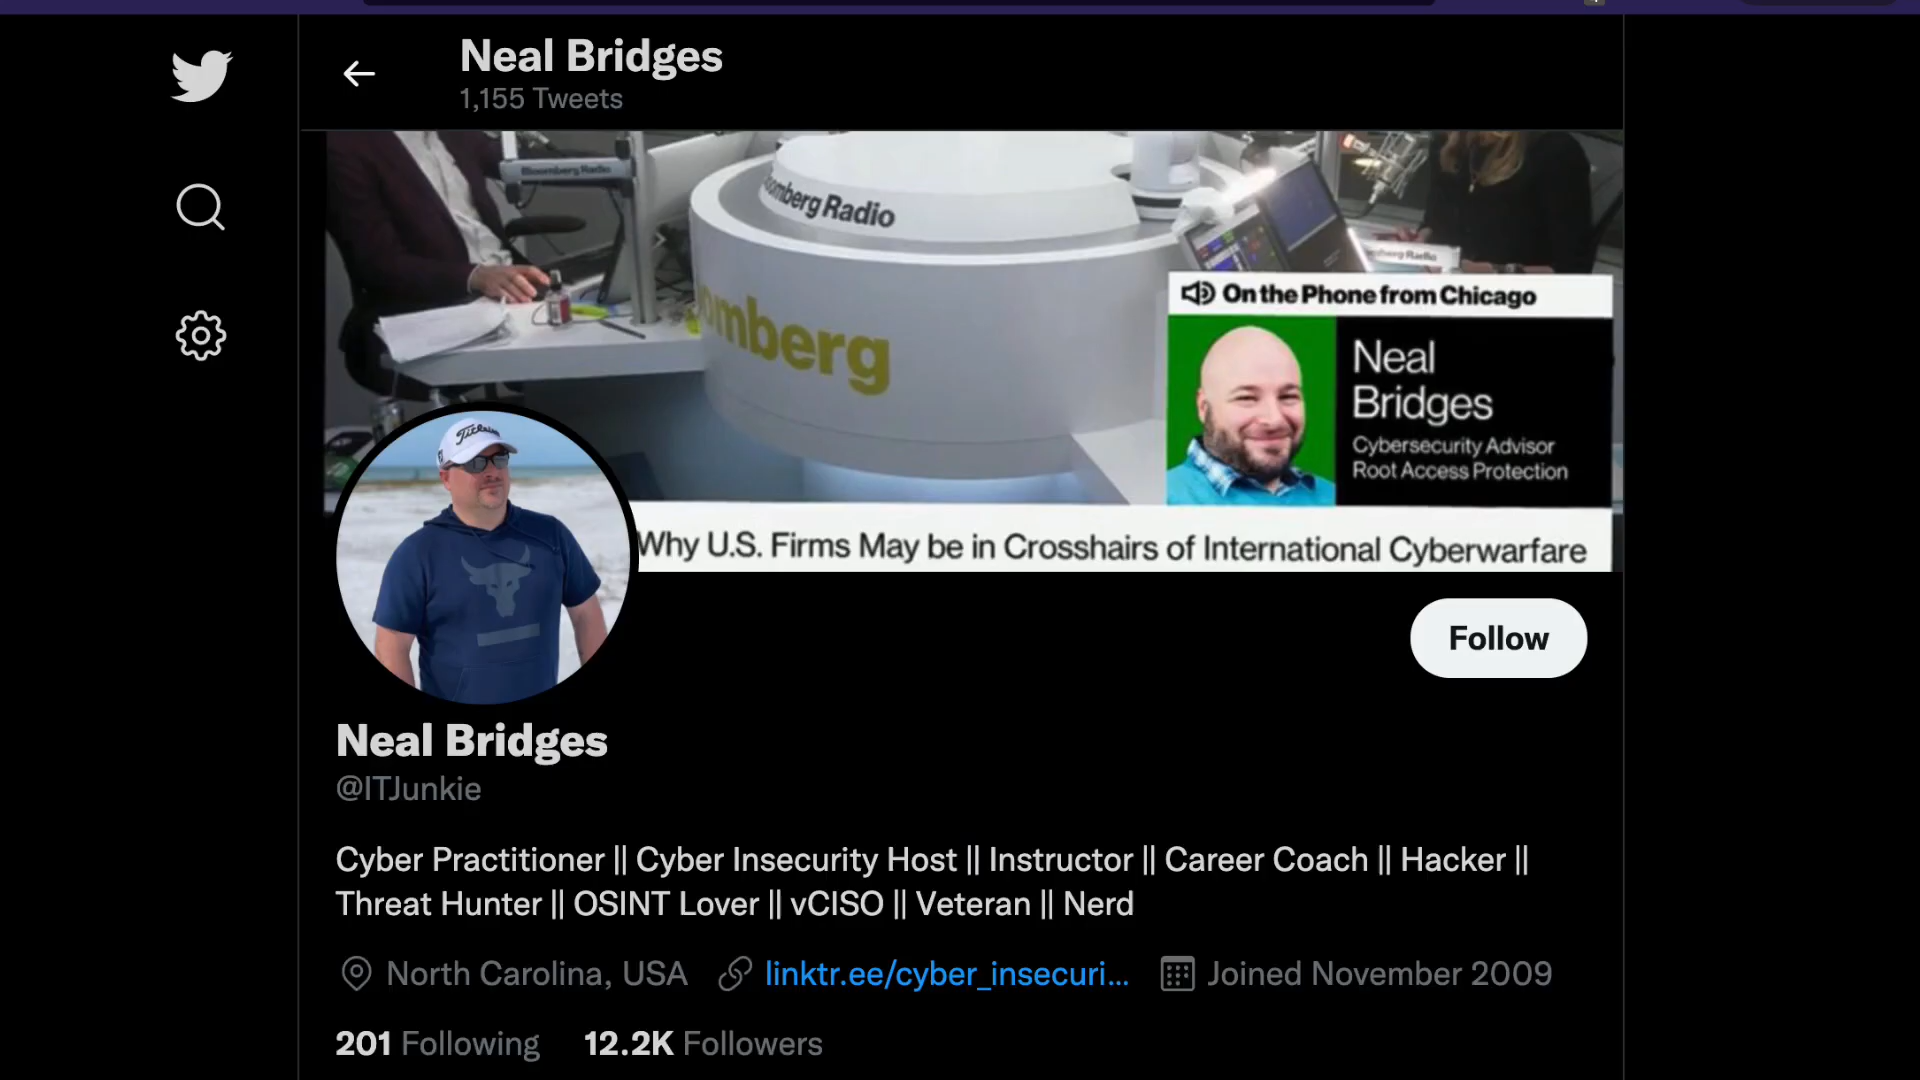 Neal Bridges
1,155 Tweets
Bloomberg Radio
omberg Radio
omberg
On the Phone from Chicago
Neal
Bridges
Cybersecurity Advisor
Root Access Protection
Why U.S. Firms May be in Crosshairs of International Cyberwarfare
Titleist
Follow
Neal Bridges
@ITJunkie
Cyber Practitioner || Cyber Insecurity Host || Instructor || Career Coach || Hacker ||
Threat Hunter || OSINT Lover || vCISO || Veteran || Nerd
North Carolina, USA linktr.ee/cyber_insecuri... Joined November 2009
201 Following 12.2K Followers